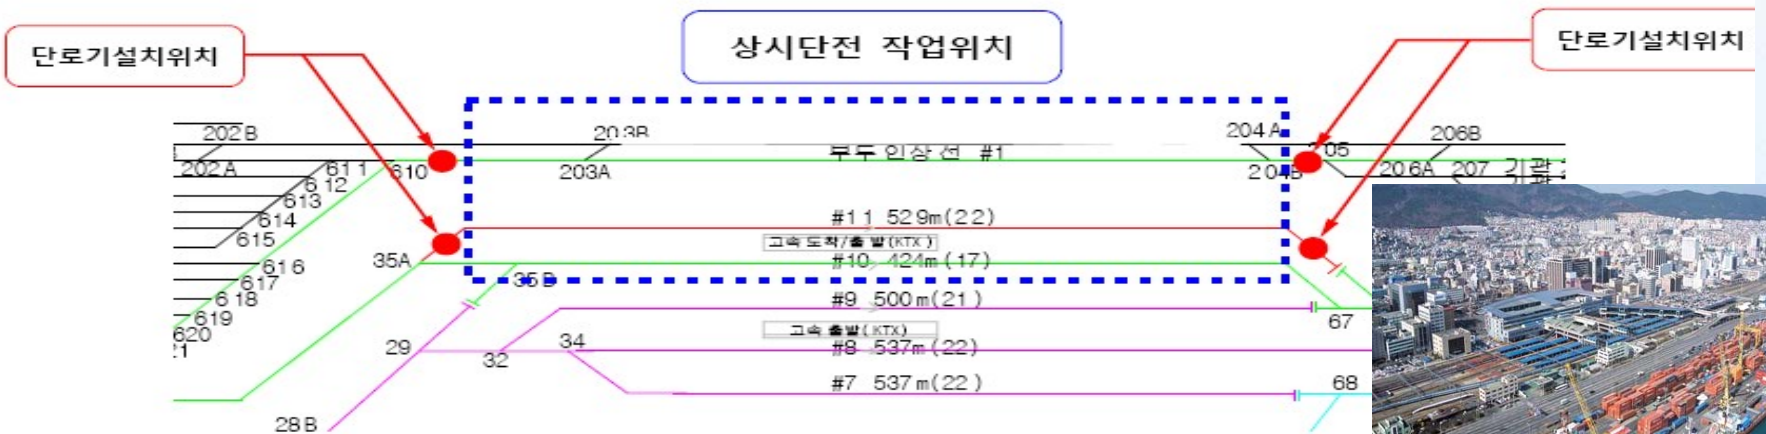 단로기설치위치
상시단전 작업위치
단로기설치위치
202B
203B
204A
206B
부두인상선 #1
205
202A
611
610
203A
204B
206A
207
612
613
614
615
#11 529m(22)
고속 도착/출발(KTX)
35A
#10 424m(17)
616
617
35B
618
#9 500m(21)
619
67
620
고속 출발(KTX)
29
34
32
#8 537m(22)
#7 537m(22)
68
28B